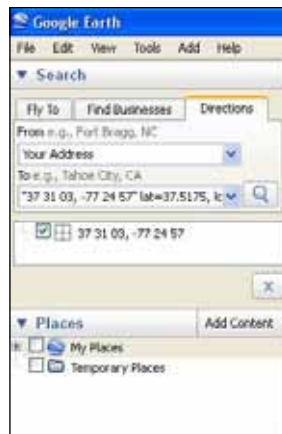 Google Earth
File Edit View Tools Add Help
Search
Fly To Find Businesses Directions
From e.g., Fort Bragg, NC
Your Address
To e.g., Tahoe City, CA
"37 31 03, -77 24 57" lat=37.5175, lc
37 31 03, -77 24 57
x
Places Add Content
My Places
Temporary Places